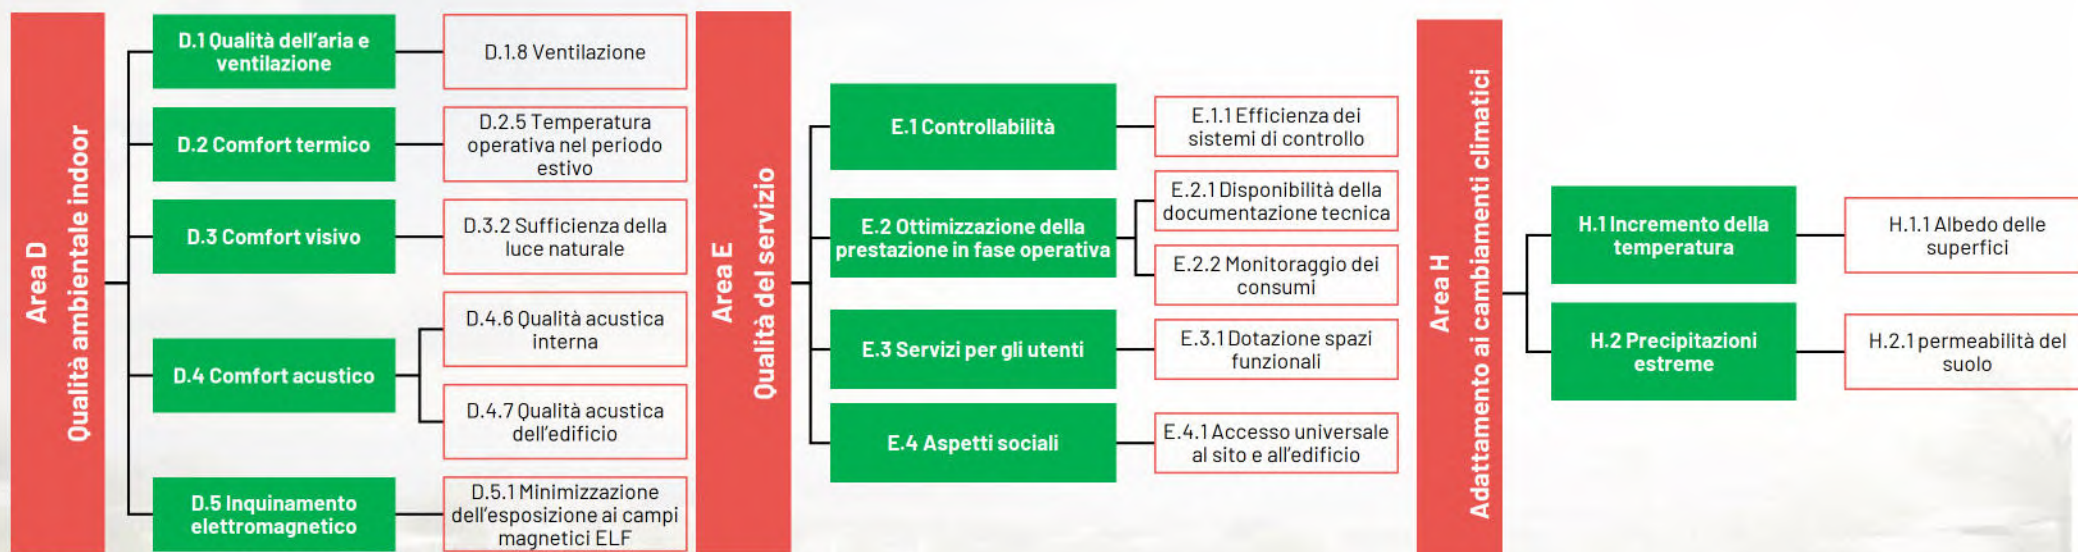 Area D
Qualità ambientale indoor
D.1 Qualità dell'aria e
ventilazione
D.1.8 Ventilazione
D.2 Comfort termico
D.2.5 Temperatura
operativa nel periodo
estivo
D.3 Comfort visivo
D.3.2 Sufficienza della
luce naturale
D.4 Comfort acustico
D.4.6 Qualità acustica
interna
D.4.7 Qualità acustica
dell'edificio
D.5 Inquinamento
elettromagnetico
D.5.1 Minimizzazione
dell'esposizione ai campi
magnetici ELF
Area E
Qualità del servizio
E.1 Controllabilità
E.1.1 Efficienza dei
sistemi di controllo
E.2 Ottimizzazione della
prestazione in fase operativa
E.2.1 Disponibilità della
documentazione tecnica
E.2.2 Monitoraggio dei
consumi
E.3 Servizi per gli utenti
E.3.1 Dotazione spazi
funzionali
E.4 Aspetti sociali
E.4.1 Accesso universale
al sito e all'edificio
Area H
Adattamento ai cambiamenti climatici
H.1 Incremento della
temperatura
H.1.1 Albedo delle
superfici
H.2 Precipitazioni
estreme
H.2.1 permeabilità del
suolo